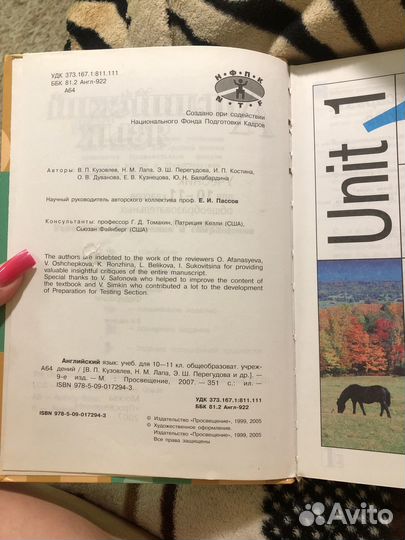 УДК 373.167.1:811.111
ББК 81.2 Англ-922
А64
Н•Ф•П•К
N•T•F
Создано при содействии
Национального Фонда Подготовки Кадров
Авторы: В. П. Кузовлев, Н. М. Лапа, Э. Ш. Перегудова, И. П. Костина,
О. В. Дуванова, Е. В. Кузнецова, Ю. Н. Балабардина
Научный руководитель авторского коллектива проф. Е. И. Пассов
Консультанты: профессор Г. Д. Томахин, Патриция Келли (США),
Сьюзан Файнберг (США)
The authors are indebted to the work of the reviewers O. Afanasyeva,
V. Oshchepkova, K. Ronzhina, L. Belikova, I. Sukovitsina for providing
valuable insightful critiques of the entire manuscript.
Special thanks to V. Safonova who helped to improve the content of
the textbook and V. Simkin who contributed a lot to the development
of Preparation for Testing Section.
Английский язык: учеб. для 10—11 кл. общеобразоват. учреж-
А64 дений / [В. П. Кузовлев, Н. М. Лапа, Э. Ш. Перегудова и др.]. —
9-е изд. — М. : Просвещение, 2007. — 351 с.: ил. —
ISBN 978-5-09-017294-3.
УДК 373.167.1:811.111
ББК 81.2 Англ-922
ISBN 978-5-09-017294-3
© Издательство «Просвещение», 1999, 2005
© Художественное оформление.
Издательство «Просвещение», 1999, 2005
Все права защищены
Unit 1
Avito